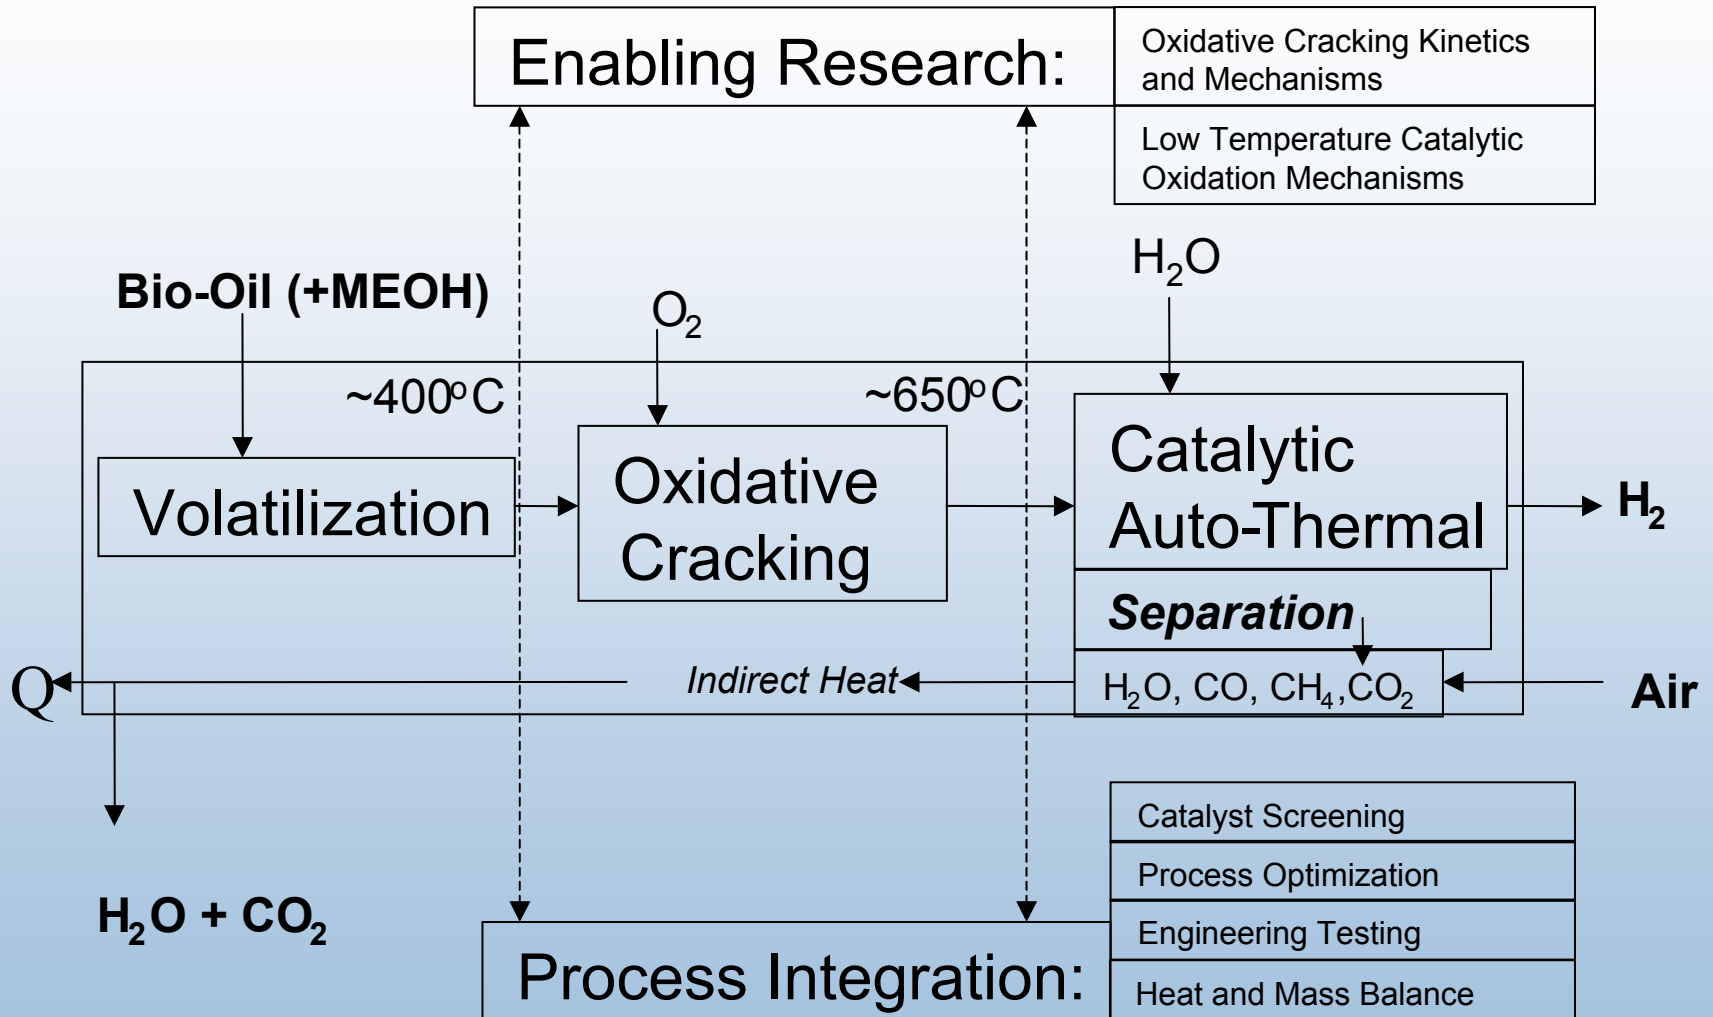 Enabling Research:
Oxidative Cracking Kinetics
and Mechanisms
Low Temperature Catalytic
Oxidation Mechanisms
H₂O
Bio-Oil (+MEOH)
O₂
~400ºC
~650ºC
Volatilization
Oxidative
Cracking
Catalytic
Auto-Thermal
H₂
Separation
Q
Indirect Heat
H₂O, CO, CH₄,CO₂
Air
H₂O + CO₂
Catalyst Screening
Process Optimization
Engineering Testing
Process Integration:
Heat and Mass Balance